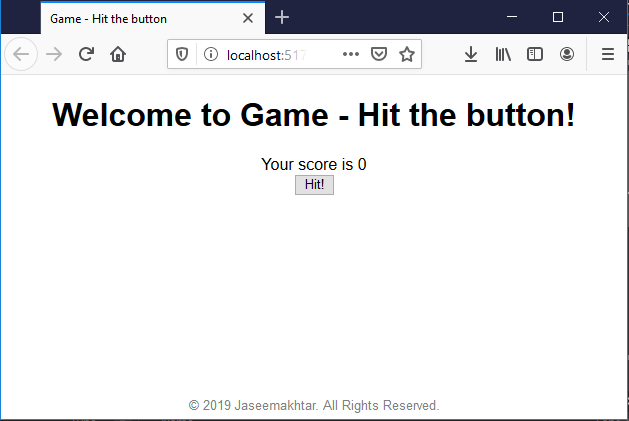 Game - Hit the button
localhost:517
Welcome to Game - Hit the button!
Your score is 0
Hit!
© 2019 Jaseemakhtar. All Rights Reserved.